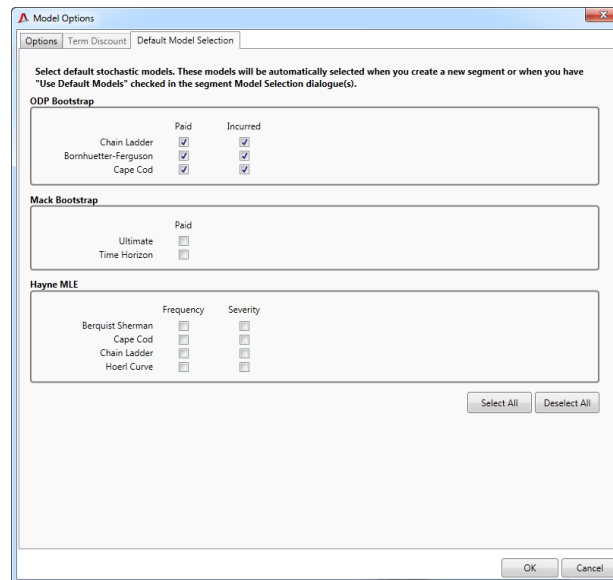 Model Options
Options Term Discount Default Model Selection
Select default stochastic models. These models will be automatically selected when you create a new segment or when you have
"Use Default Models" checked in the segment Model Selection dialogue(s).
ODP Bootstrap
Paid Incurred
Chain Ladder
Bornhuetter-Ferguson
Cape Cod
Mack Bootstrap
Paid
Ultimate
Time Horizon
Hayne MLE
Frequency Severity
Berquist Sherman
Cape Cod
Chain Ladder
Hoerl Curve
Select All Deselect All
OK Cancel